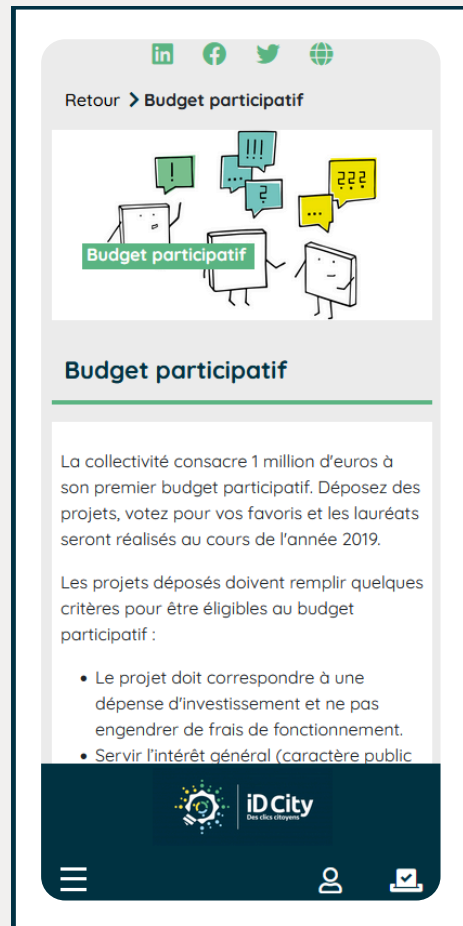 Retour > Budget participatif
!
...
!!!
?
...
???
Budget participatif
Budget participatif
La collectivité consacre 1 million d'euros à
son premier budget participatif. Déposez des
projets, votez pour vos favoris et les lauréats
seront réalisés au cours de l'année 2019.
Les projets déposés doivent remplir quelques
critères pour être éligibles au budget
participatif :
• Le projet doit correspondre à une
dépense d'investissement et ne pas
engendrer de frais de fonctionnement.
• Servir l'intérêt général (caractère public
iD City
Des clics citoyens